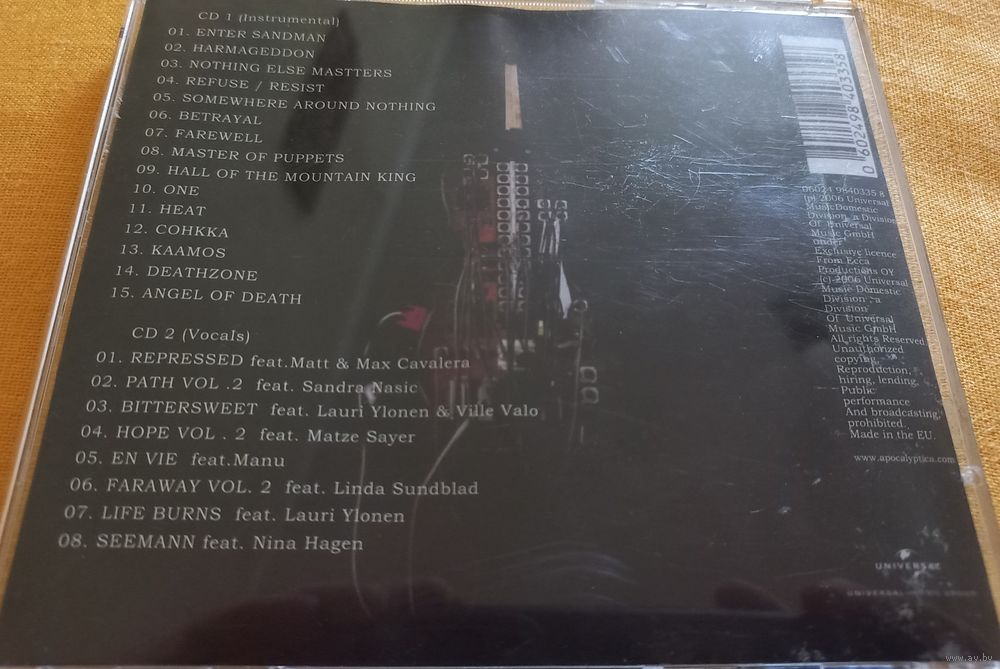 CD 1 (Instrumental)
01. ENTER SANDMAN
02. HARMAGEDDON
03. NOTHING ELSE MASTTERS
04. REFUSE / RESIST
05. SOMEWHERE AROUND NOTHING
06. BETRAYAL
07. FAREWELL
08. MASTER OF PUPPETS
09. HALL OF THE MOUNTAIN KING
10. ONE
11. HEAT
12. COHKKA
13. KAAMOS
14. DEATHZONE
15. ANGEL OF DEATH
CD 2 (Vocals)
01. REPRESSED feat.Matt & Max Cavalera
02. PATH VOL .2 feat. Sandra Nasic
03. BITTERSWEET feat. Lauri Ylonen & Ville Valo
04. HOPE VOL . 2 feat. Matze Sayer
05. EN VIE feat.Manu
06. FARAWAY VOL. 2 feat. Linda Sundblad
07. LIFE BURNS feat. Lauri Ylonen
08. SEEMANN feat. Nina Hagen
0 602498 403358
06024 9840335 8
(p) 2006 Universal
MusicDomestic
Division, a Division
Of Universal
Music GmbH
under
Exclusive licence
From Ecca
Productions OY
(c) 2006 Universal
Music Domestic
Division a
Division
Of Universal
Music GmbH
All rights Reserved
Unauthorized
copying,
Reproduction,
hiring, lending,
Public
performance
And broadcasting,
prohibited.
Made in the EU.
www.apocalyptica.com
UNIVERSAL
UNIVERSAL MUSIC GROUP
www.av.by